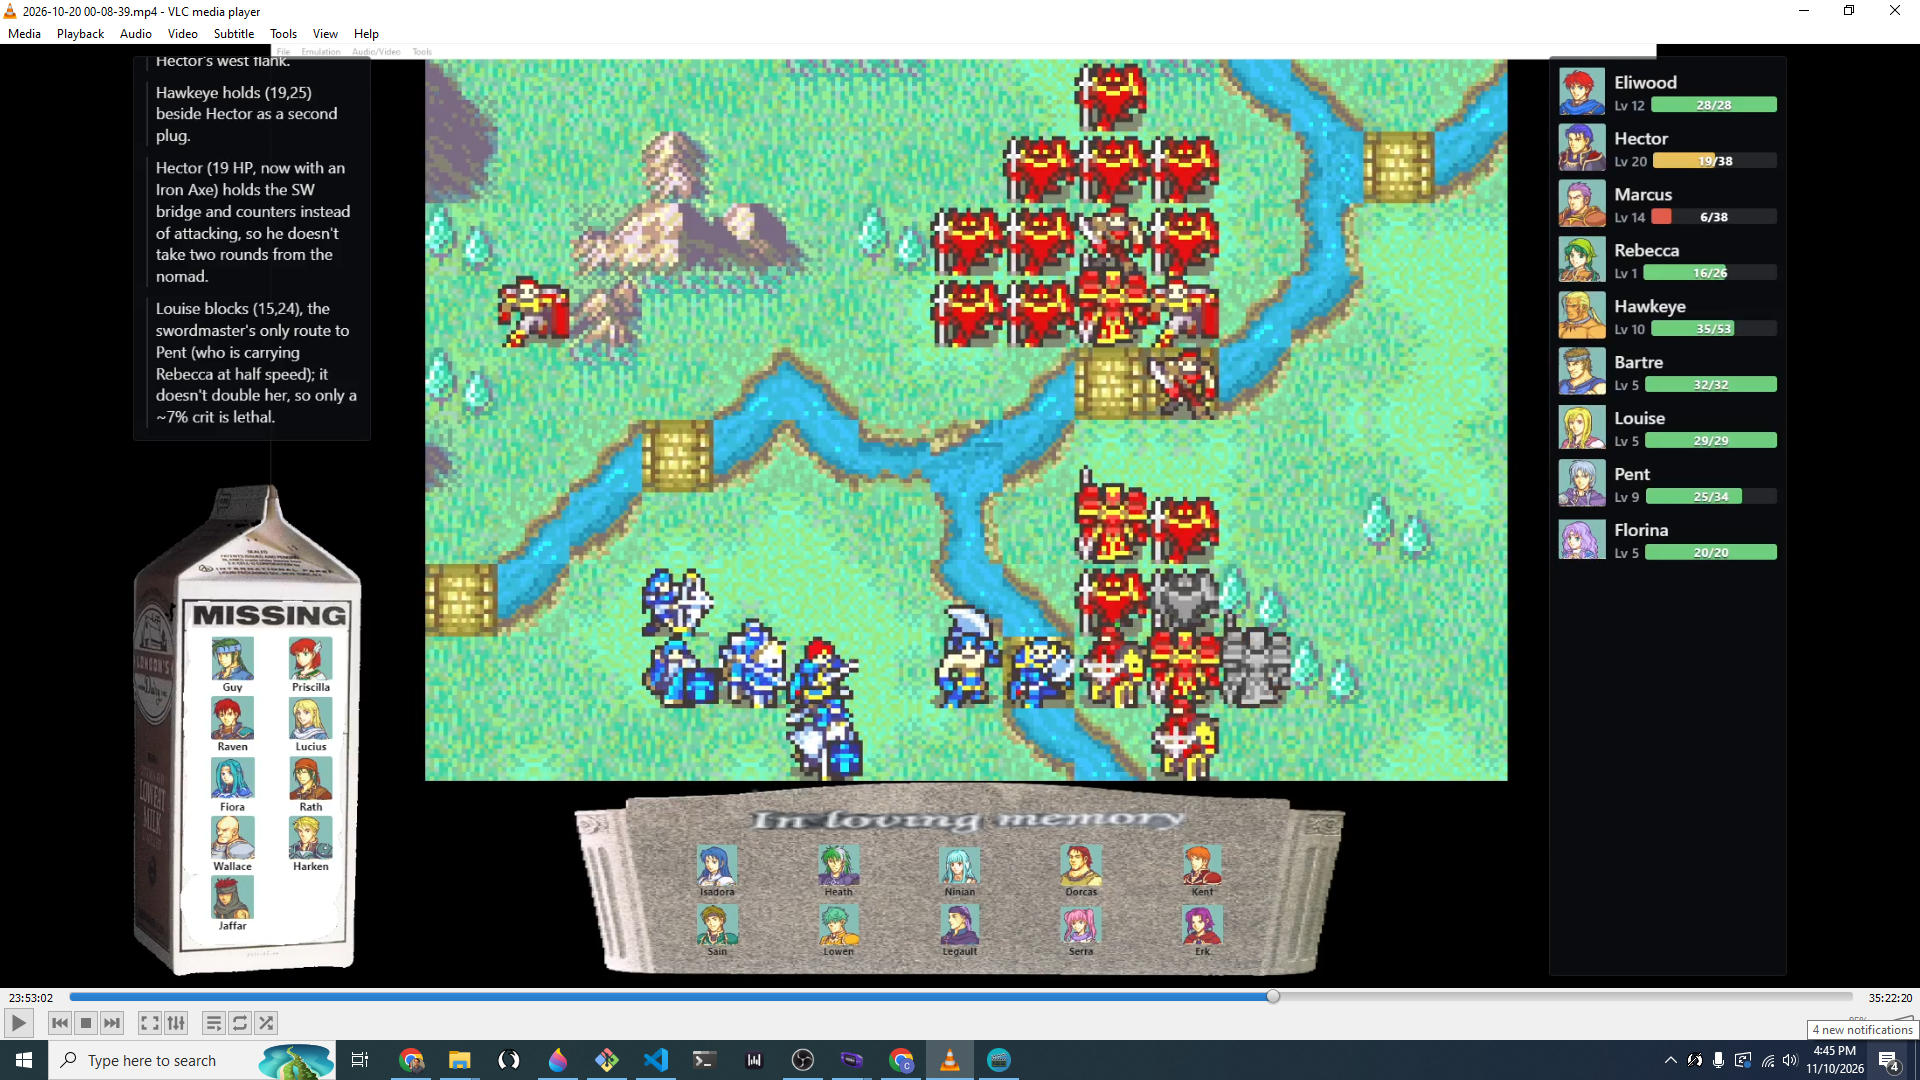 2026-10-20 00-08-39.mp4 - VLC media player
Media Playback Audio Video Subtitle Tools View Help
File Emulation Audio/Video Tools
Hector's west flank.
Hawkeye holds (19,25)
beside Hector as a second
plug.
Hector (19 HP, now with an
Iron Axe) holds the SW
bridge and counters instead
of attacking, so he doesn't
take two rounds from the
nomad.
Louise blocks (15,24), the
swordmaster's only route to
Pent (who is carrying
Rebecca at half speed); it
doesn't double her, so only a
~7% crit is lethal.
MISSING
Guy Priscilla
Raven Lucius
Fiora Rath
Wallace Harken
Jaffar
In loving memory
Isadora Heath Ninian Dorcas Kent
Sain Lowen Legault Serra Erk
Eliwood
Lv 12 28/28
Hector
Lv 20 19/38
Marcus
Lv 14 6/38
Rebecca
Lv 1 16/26
Hawkeye
Lv 10 35/53
Bartre
Lv 5 32/32
Louise
Lv 5 29/29
Pent
Lv 9 25/34
Florina
Lv 5 20/20
23:53:02
35:22:20
4 new notifications
Type here to search
4:45 PM
11/10/2026
4